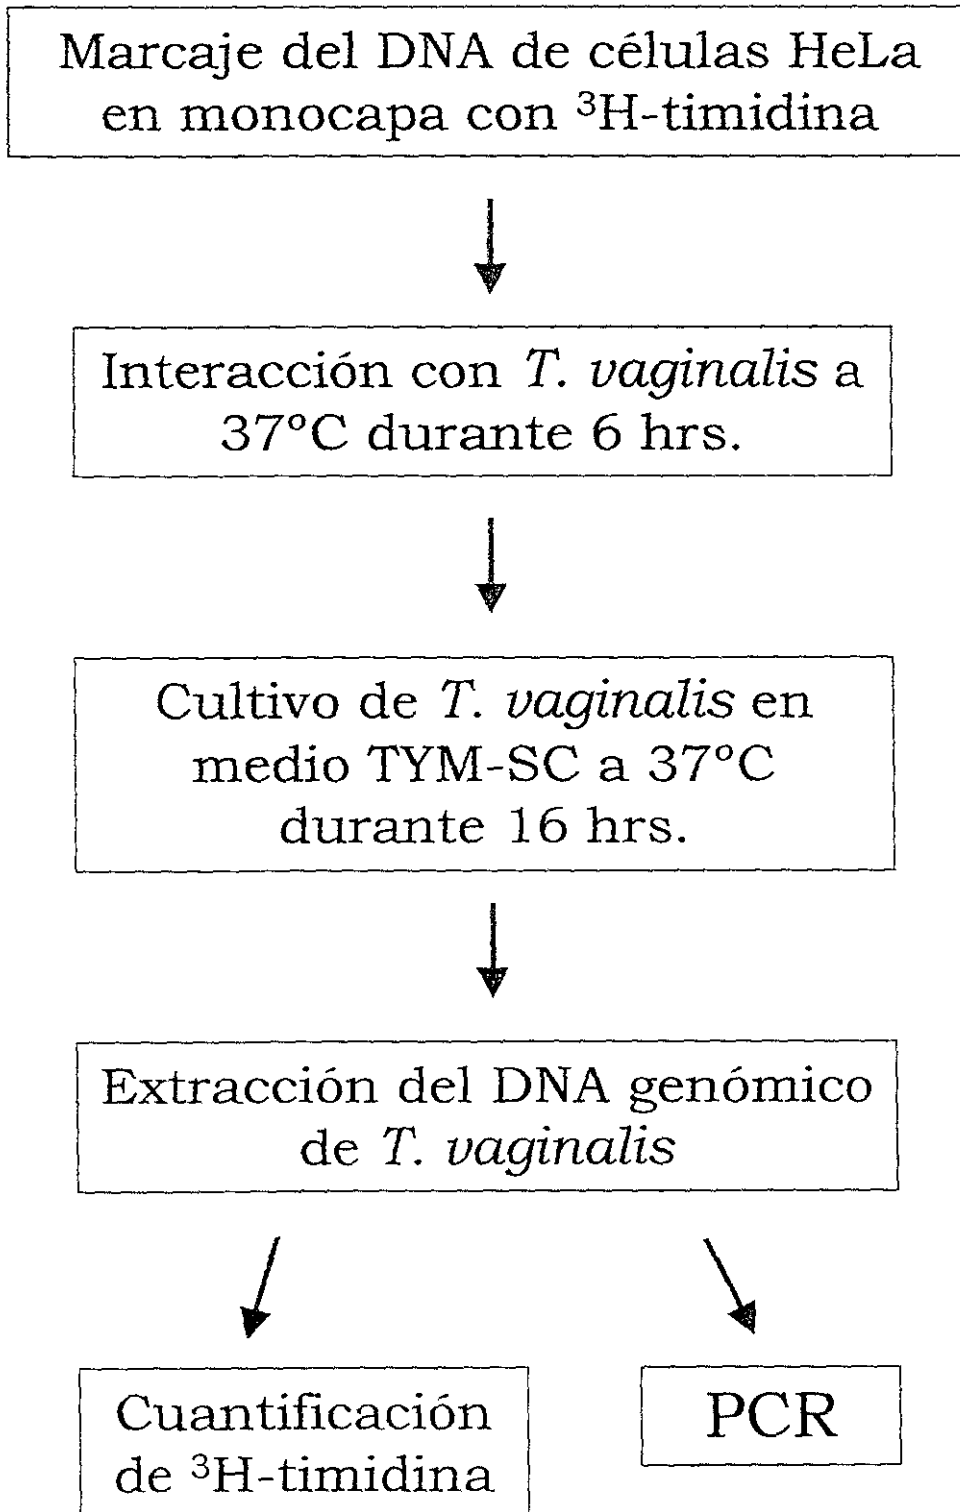 Marcaje del DNA de células HeLa
en monocapa con ³H-timidina
Interacción con T. vaginalis a
37ºC durante 6 hrs.
Cultivo de T. vaginalis en
medio TYM-SC a 37ºC
durante 16 hrs.
Extracción del DNA genómico
de T. vaginalis
Cuantificación
de ³H-timidina
PCR